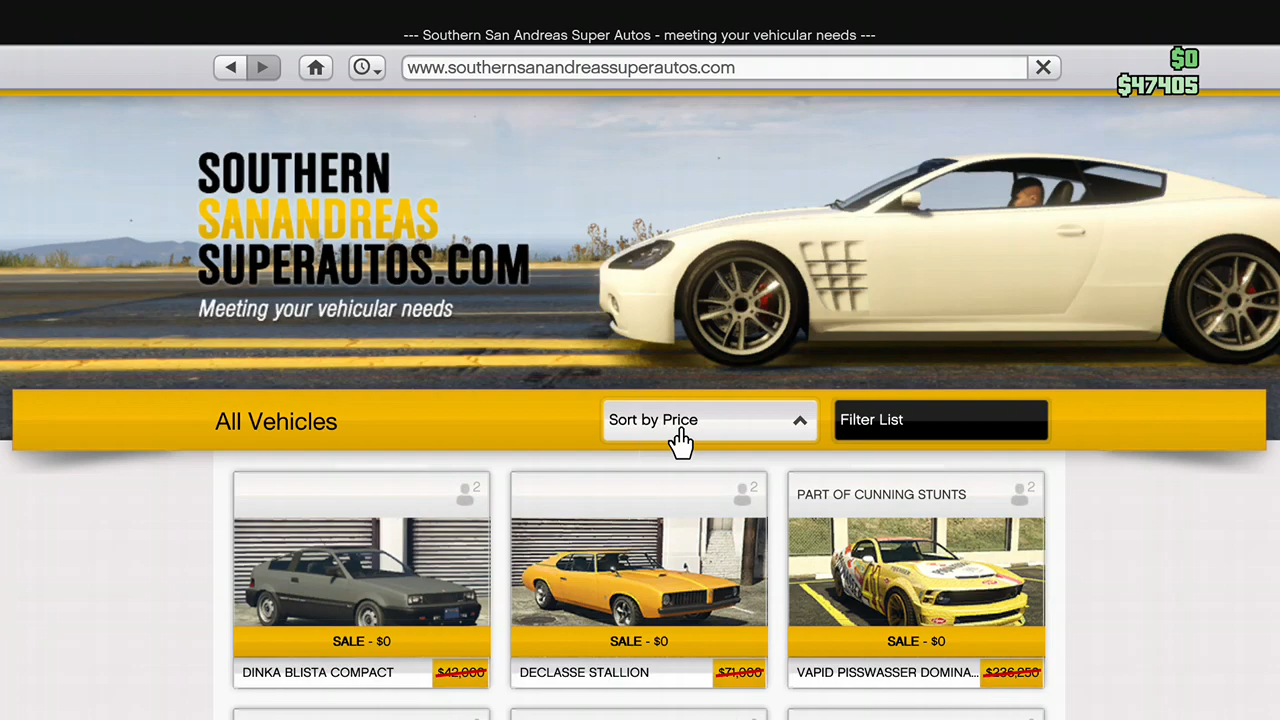 --- Southern San Andreas Super Autos - meeting your vehicular needs ---
www.southernsanandreassuperautos.com
$0
$47405
SOUTHERN
SANANDREAS
SUPERAUTOS.COM
Meeting your vehicular needs
All Vehicles
Sort by Price
Filter List
2
2
PART OF CUNNING STUNTS
2
SALE - $0
SALE - $0
SALE - $0
DINKA BLISTA COMPACT
$42,000
DECLASSE STALLION
$71,000
VAPID PISSWASSER DOMINA...
$236,250